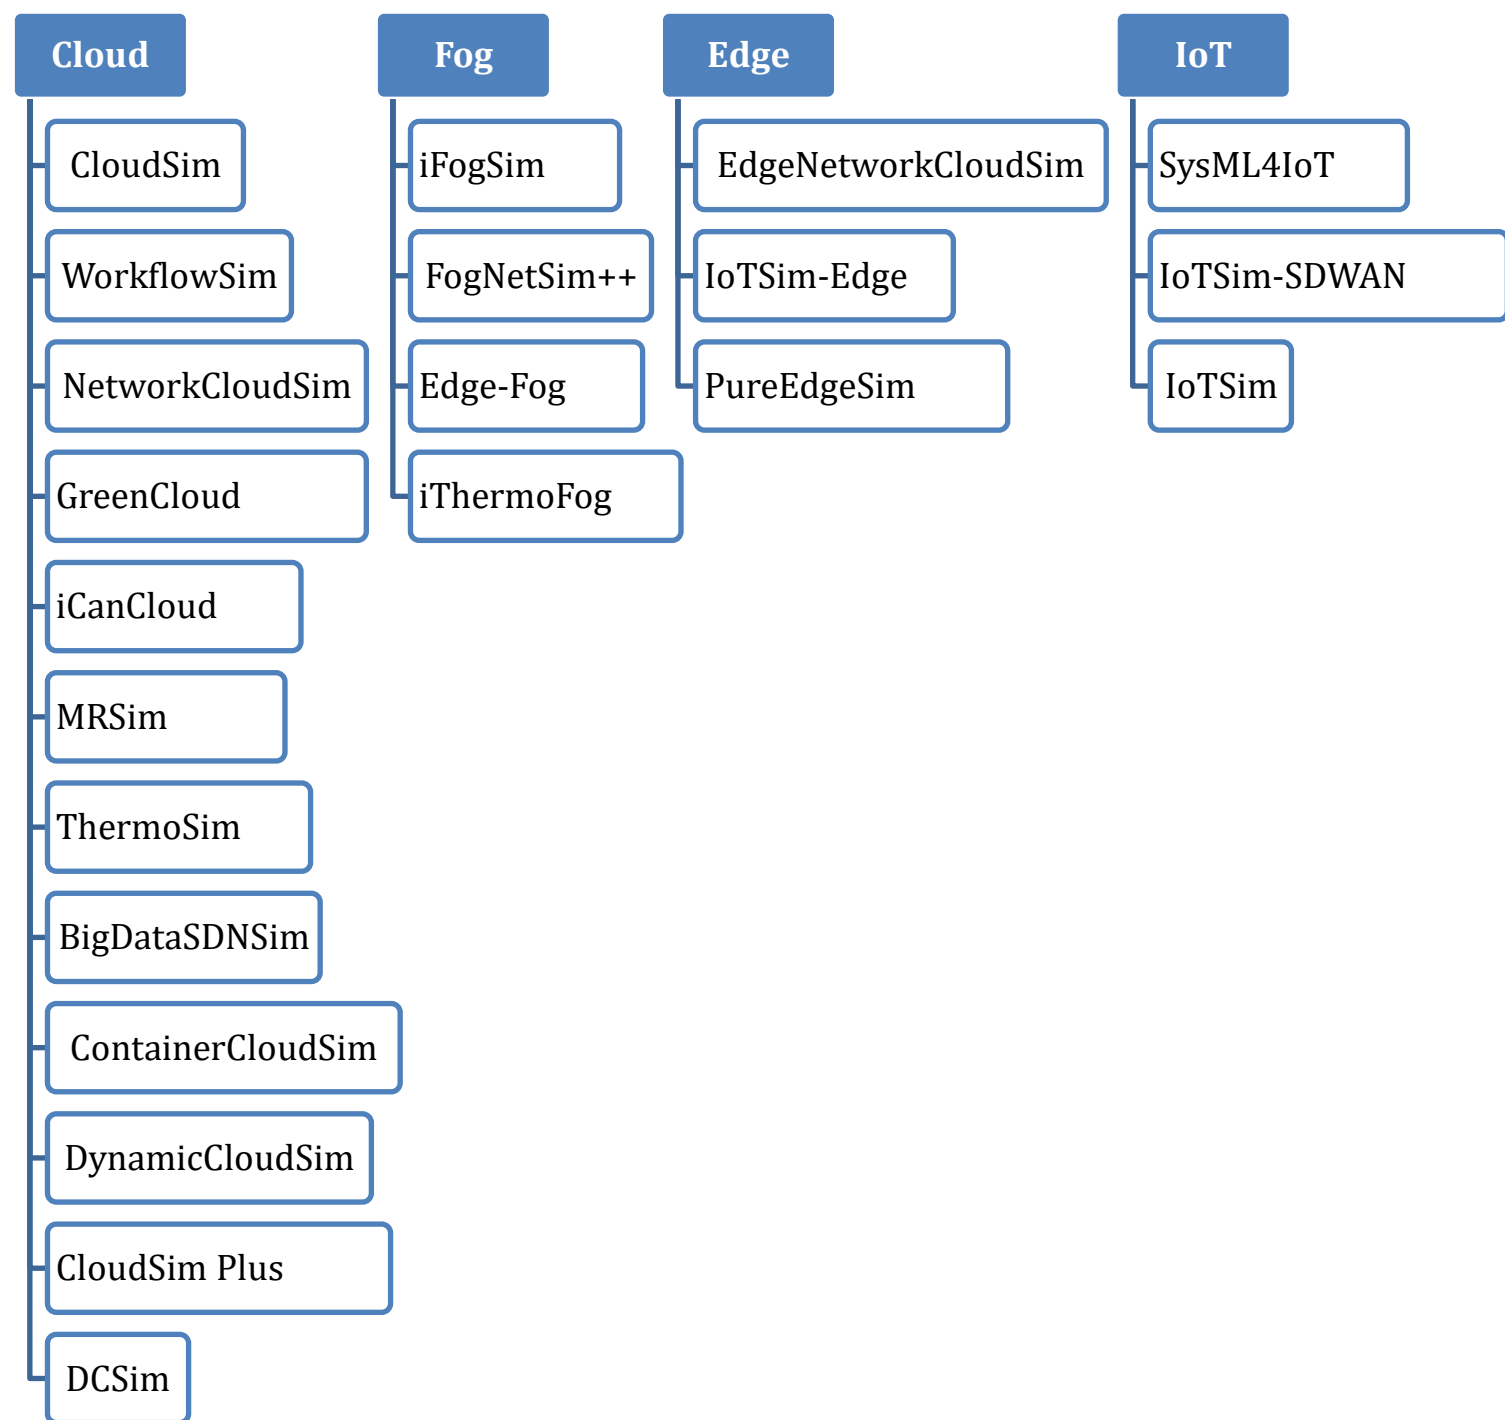 Cloud
CloudSim
WorkflowSim
NetworkCloudSim
GreenCloud
iCanCloud
MRSim
ThermoSim
BigDataSDNSim
ContainerCloudSim
DynamicCloudSim
CloudSim Plus
DCSim
Fog
iFogSim
FogNetSim++
Edge-Fog
iThermoFog
Edge
EdgeNetworkCloudSim
IoTSim-Edge
PureEdgeSim
IoT
SysML4IoT
IoTSim-SDWAN
IoTSim